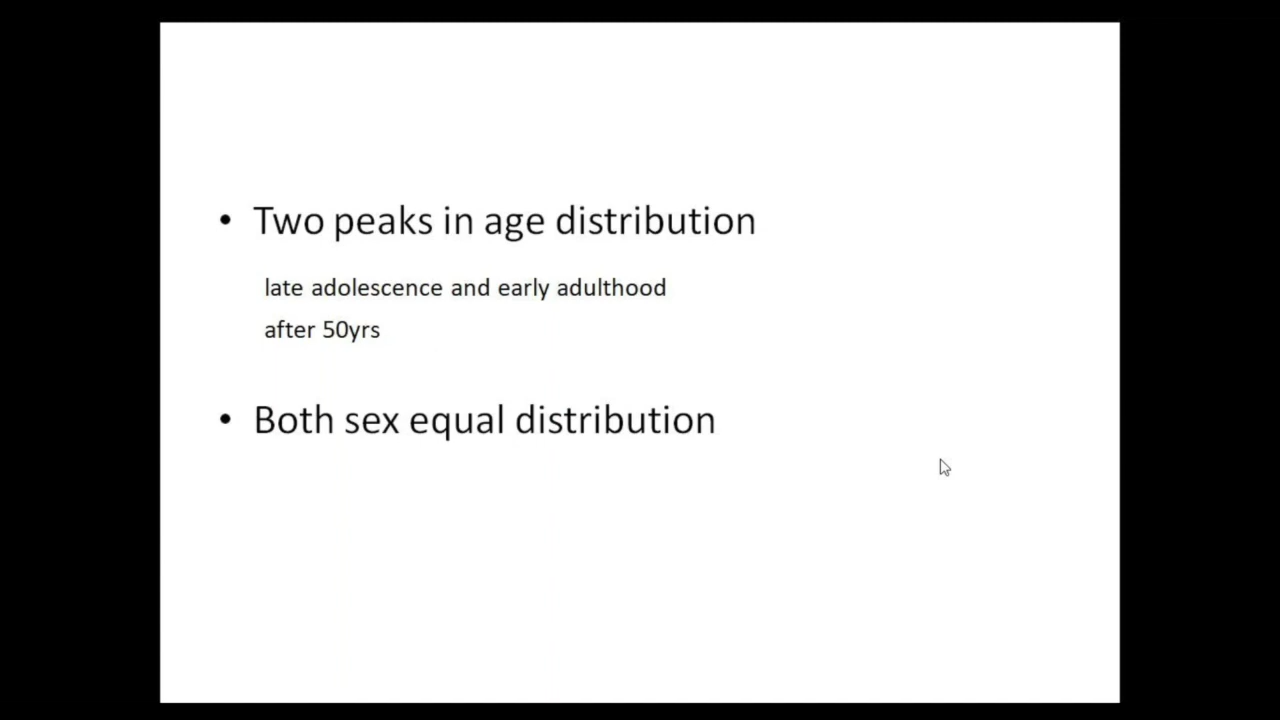 • Two peaks in age distribution
late adolescence and early adulthood
after 50yrs
• Both sex equal distribution